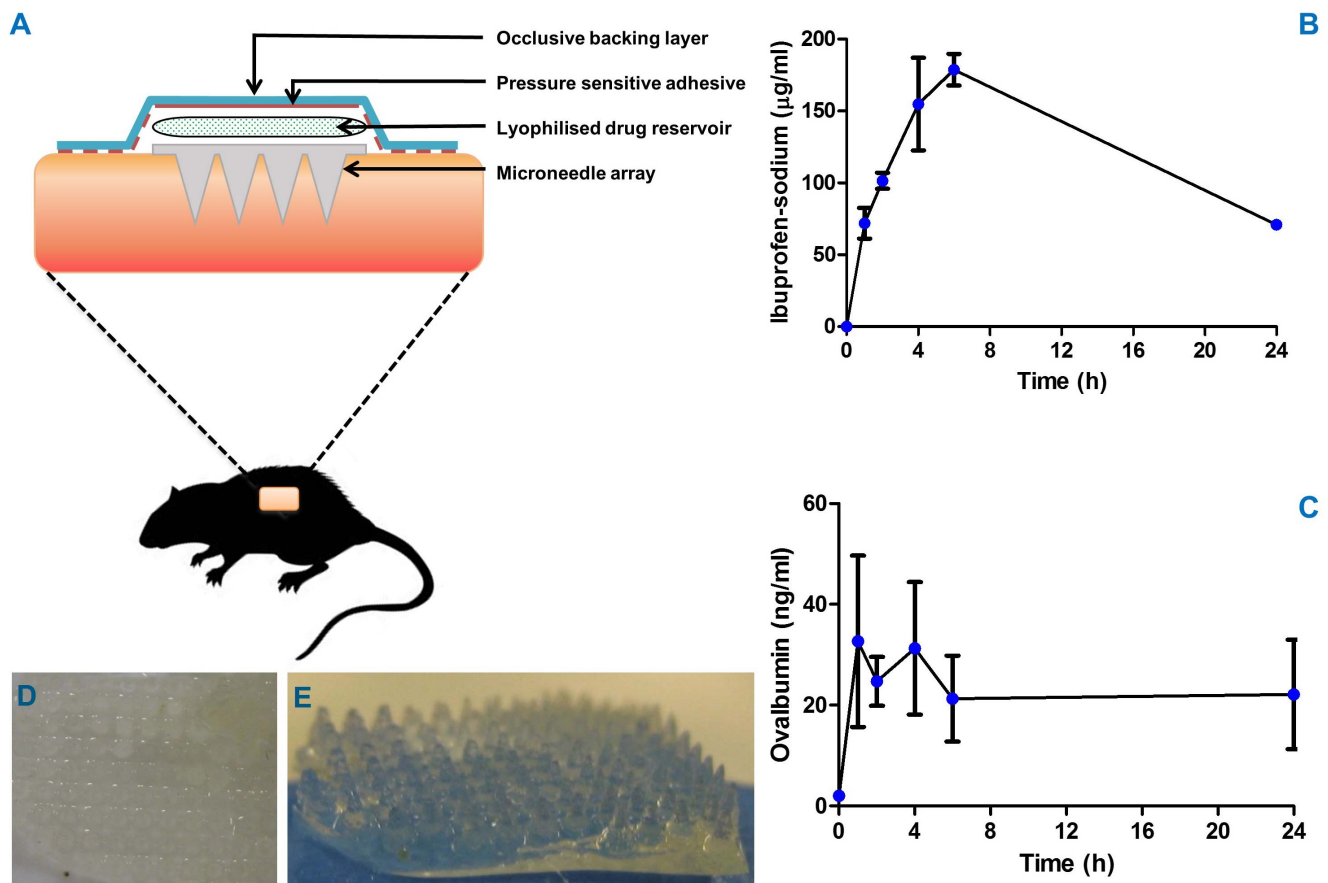 A
Occlusive backing layer
Pressure sensitive adhesive
Lyophilised drug reservoir
Microneedle array
B
Ibuprofen-sodium (μg/ml)
200
150
100
50
0
0 4 8 12 16 20 24
Time (h)
C
Ovalbumin (ng/ml)
60
40
20
0
0 4 8 12 16 20 24
Time (h)
D
E